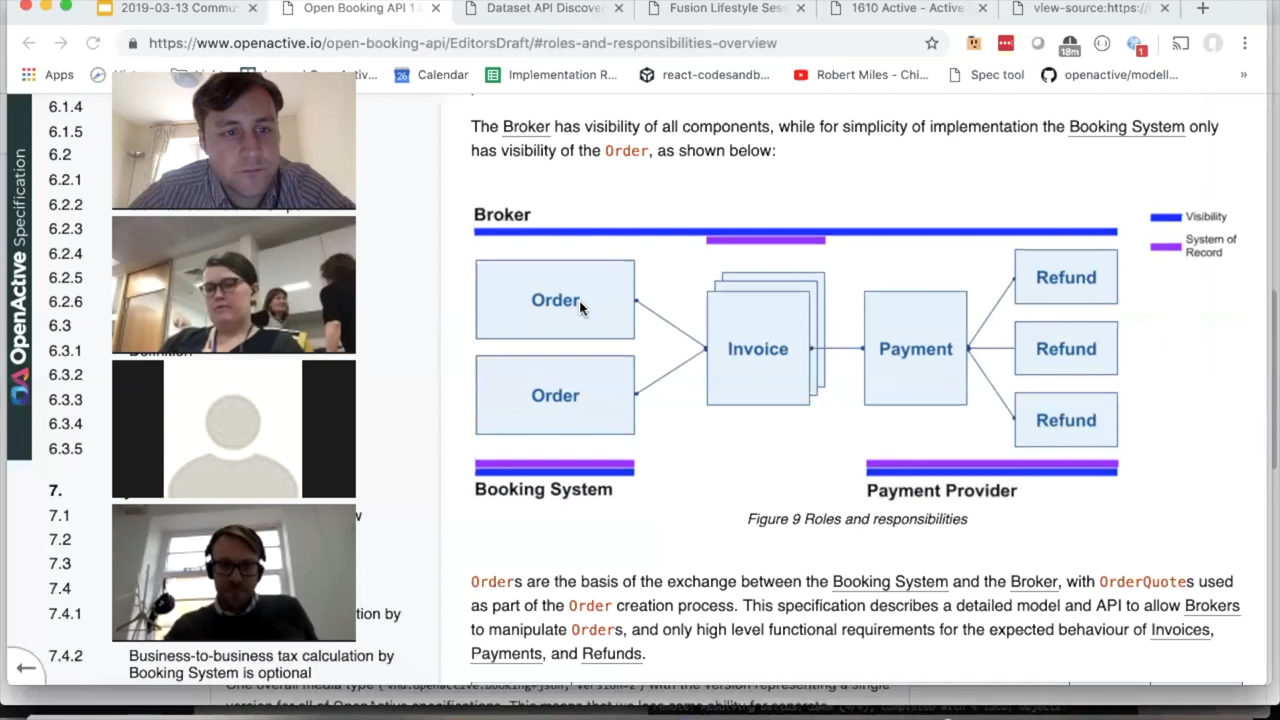 2019-03-13 Commu
Open Booking API 1.
Dataset API Discove
Fusion Lifestyle Ses
1610 Active - Active
view-source:https://
https://www.openactive.io/open-booking-api/EditorsDraft/#roles-and-responsibilities-overview
18m
1
Apps
Calendar
26
Implementation R...
react-codesandb...
Robert Miles - Chi...
Spec tool
openactive/modell...
»
OpenActive Specification
6.1.4
6.1.5
6.2
6.2.1
6.2.2
6.2.3
6.2.4
6.2.5
6.2.6
6.3
6.3.1
Definition
6.3.2
6.3.3
6.3.4
6.3.5
7.
7.1
7.2
7.3
7.4
7.4.1
tion by
7.4.2
Business-to-business tax calculation by
Booking System is optional
The Broker has visibility of all components, while for simplicity of implementation the Booking System only
has visibility of the Order, as shown below:
Broker
Visibility
System of
Record
Order
Order
Invoice
Payment
Refund
Refund
Refund
Booking System
Payment Provider
Figure 9 Roles and responsibilities
Orders are the basis of the exchange between the Booking System and the Broker, with OrderQuotes used
as part of the Order creation process. This specification describes a detailed model and API to allow Brokers
to manipulate Orders, and only high level functional requirements for the expected behaviour of Invoices,
Payments, and Refunds.